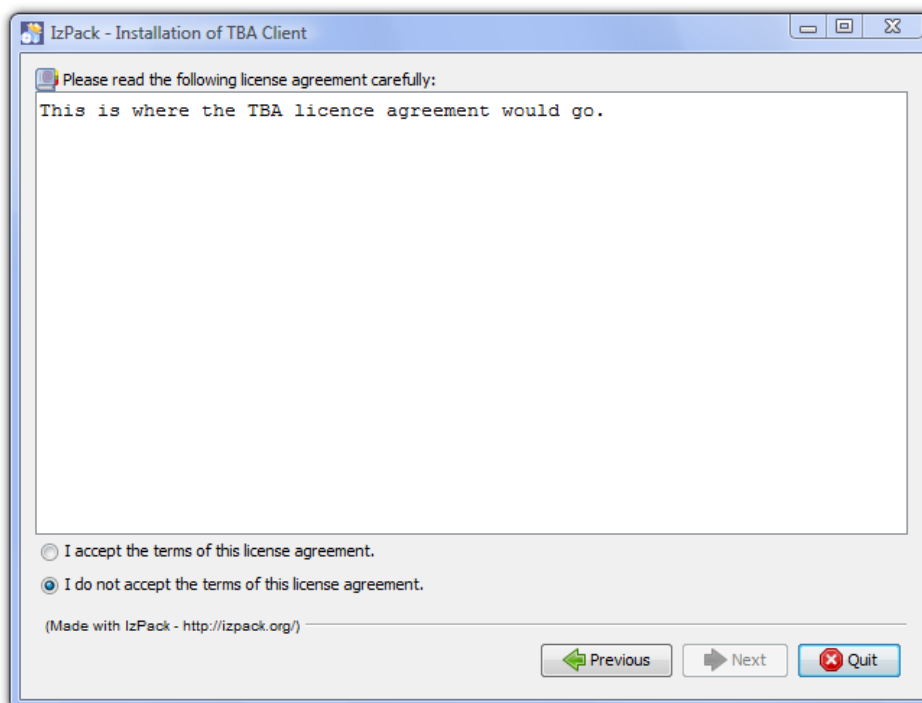 IzPack - Installation of TBA Client
Please read the following license agreement carefully:
This is where the TBA licence agreement would go.
I accept the terms of this license agreement.
I do not accept the terms of this license agreement.
(Made with IzPack - http://izpack.org/)
Previous Next Quit